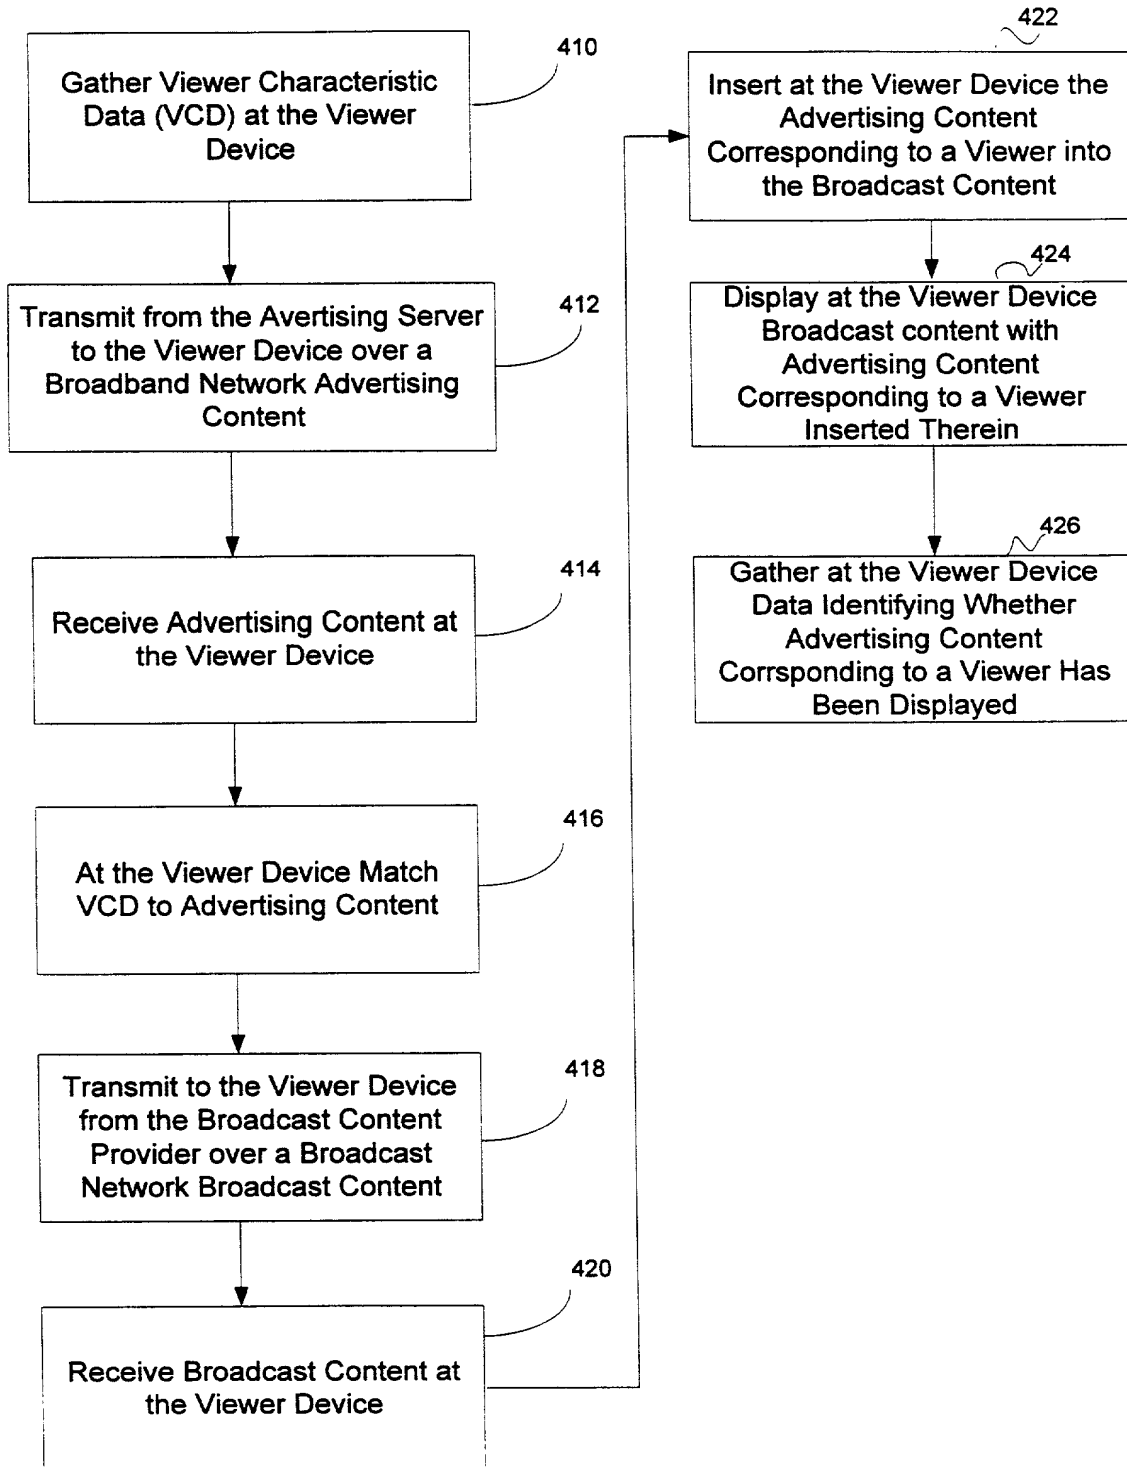 Gather Viewer Characteristic
Data (VCD) at the Viewer
Device
410
Transmit from the Avertising Server
to the Viewer Device over a
Broadband Network Advertising
Content
412
Receive Advertising Content at
the Viewer Device
414
At the Viewer Device Match
VCD to Advertising Content
416
Transmit to the Viewer Device
from the Broadcast Content
Provider over a Broadcast
Network Broadcast Content
418
Receive Broadcast Content at
the Viewer Device
420
422
Insert at the Viewer Device the
Advertising Content
Corresponding to a Viewer into
the Broadcast Content
424
Display at the Viewer Device
Broadcast content with
Advertising Content
Corresponding to a Viewer
Inserted Therein
426
Gather at the Viewer Device
Data Identifying Whether
Advertising Content
Corrsponding to a Viewer Has
Been Displayed